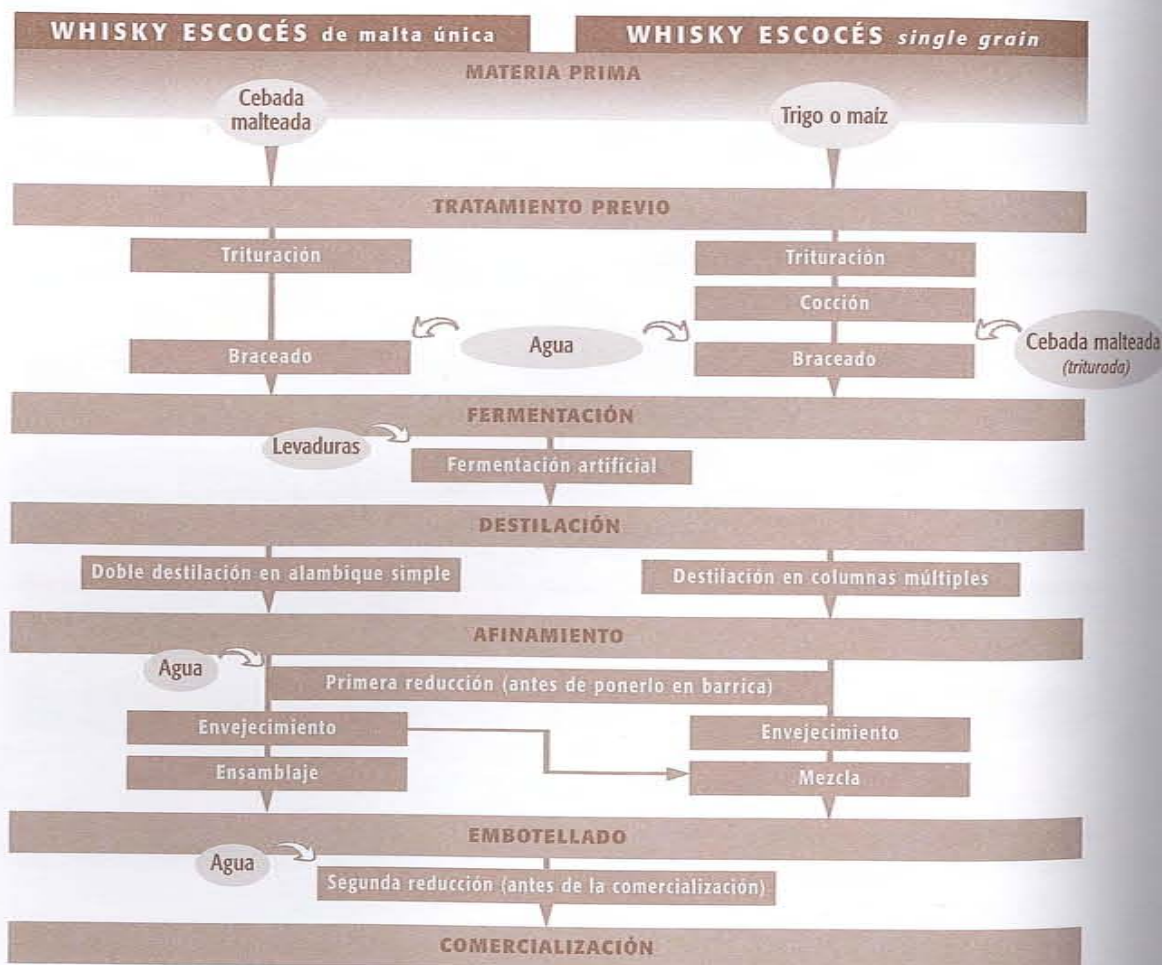 WHISKY ESCOCÉS de malta única
WHISKY ESCOCÉS single grain
MATERIA PRIMA
Cebada
malteada
Trigo o maíz
TRATAMIENTO PREVIO
Trituración
Trituración
Cocción
Agua
Braceado
Braceado
Cebada malteada
(triturada)
FERMENTACIÓN
Levaduras
Fermentación artificial
DESTILACIÓN
Doble destilación en alambique simple
Destilación en columnas múltiples
AFINAMIENTO
Agua
Primera reducción (antes de ponerlo en barrica)
Envejecimiento
Envejecimiento
Ensamblaje
Mezcla
EMBOTELLADO
Agua
Segunda reducción (antes de la comercialización)
COMERCIALIZACIÓN